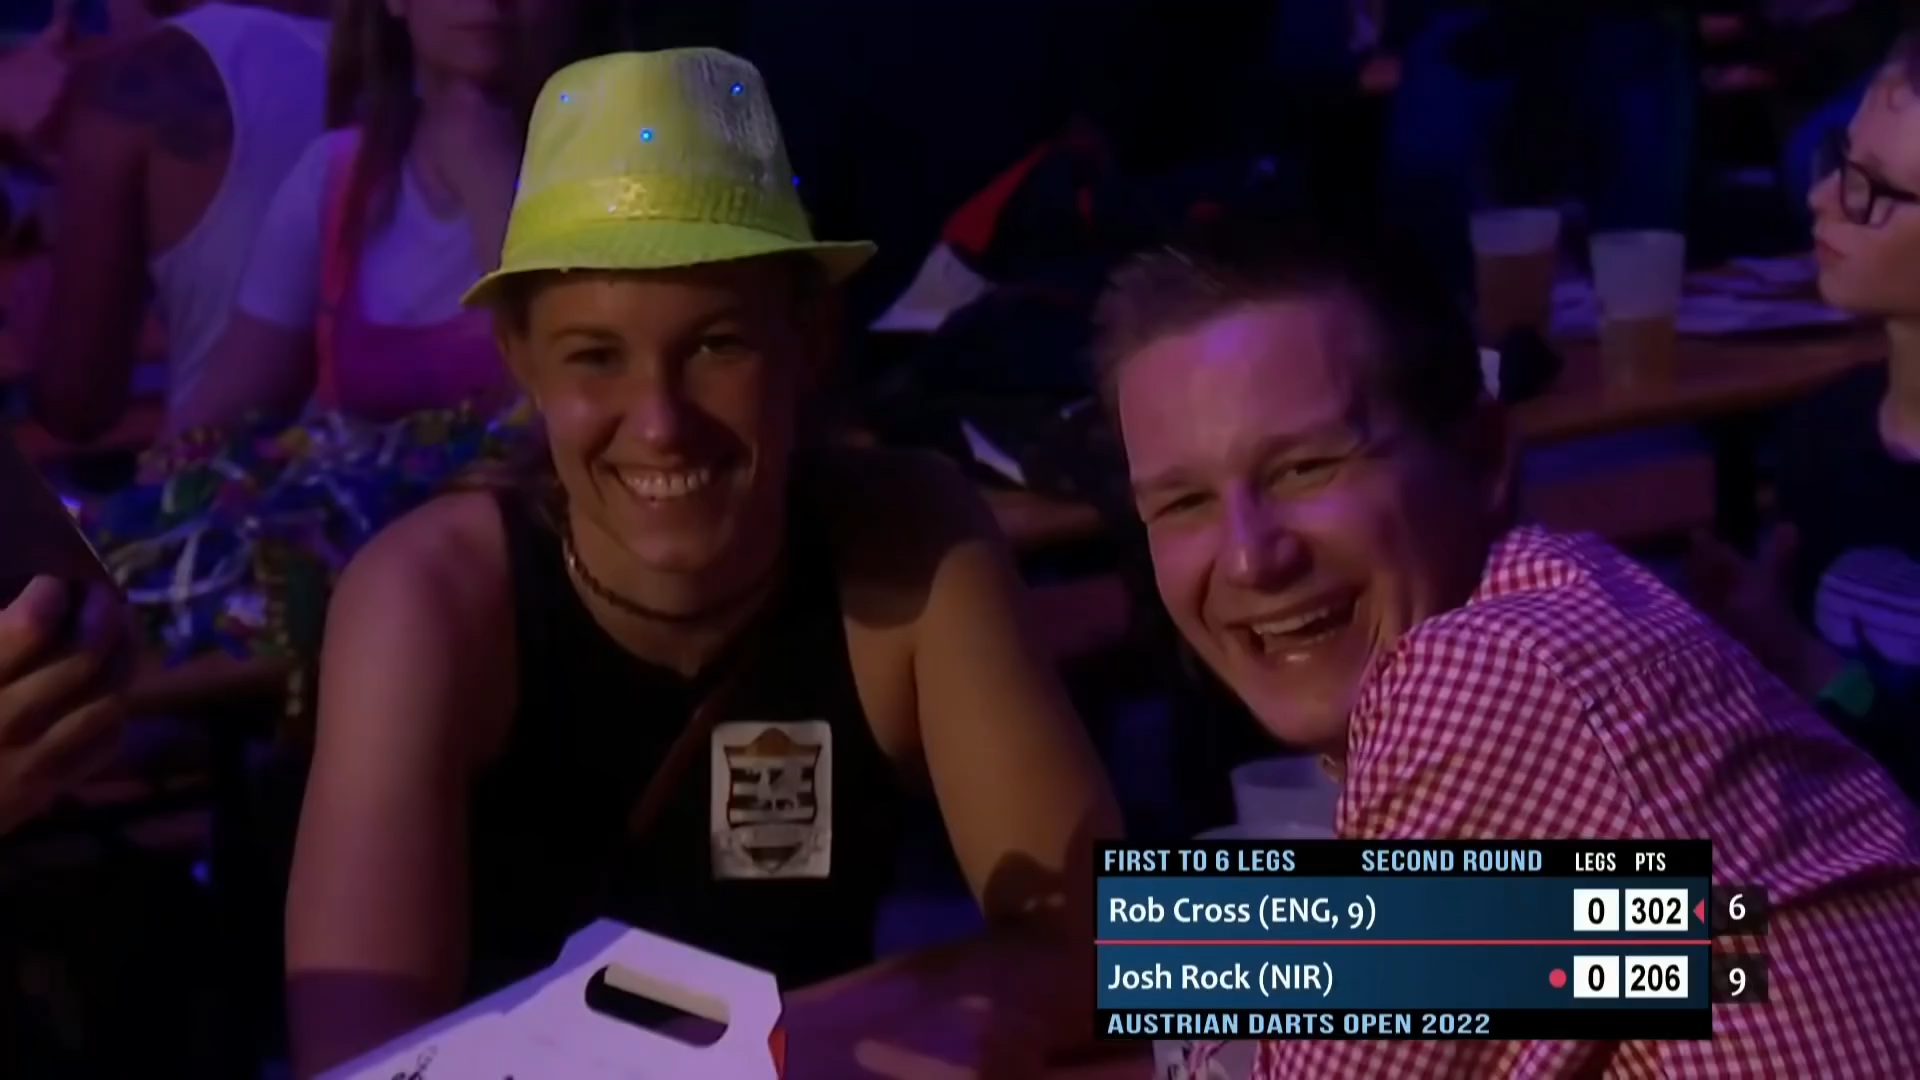 FIRST TO 6 LEGS SECOND ROUND LEGS PTS
Rob Cross (ENG, 9) 0 302 6
Josh Rock (NIR) 0 206 9
AUSTRIAN DARTS OPEN 2022